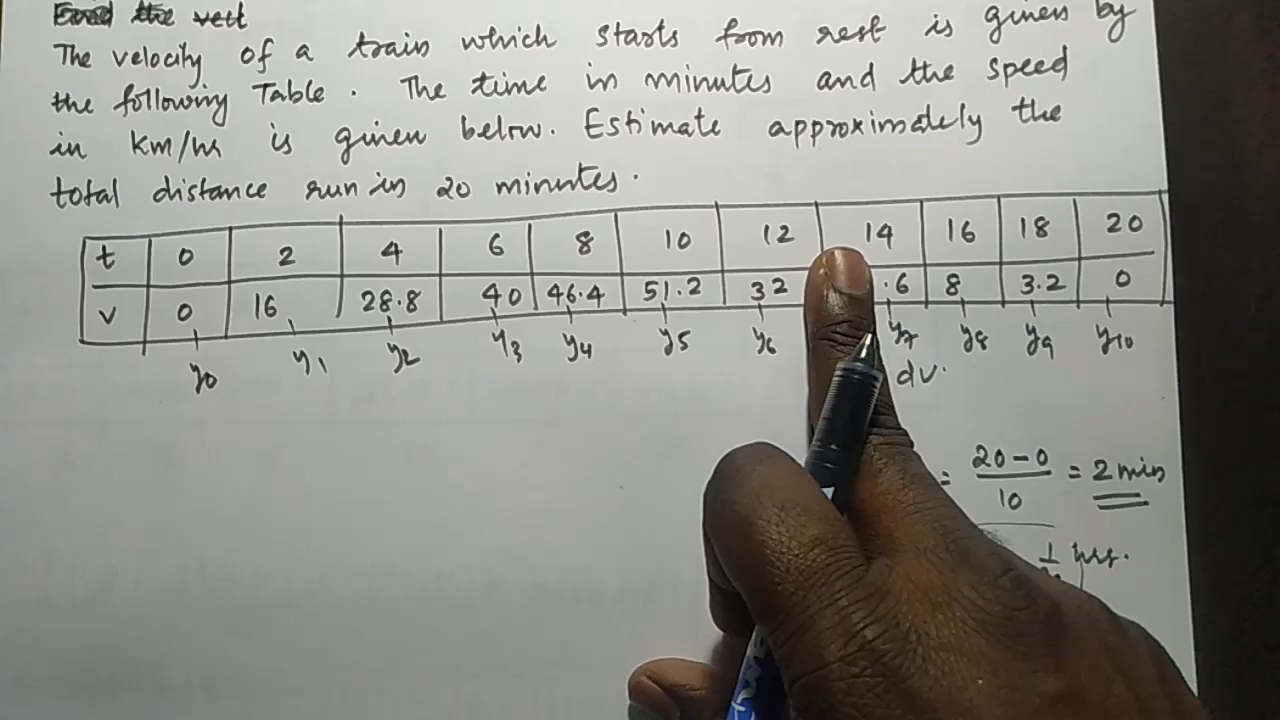 The velocity of a train which starts from rest is given by
the following Table. The time in minutes and the speed
in km/hr is given below. Estimate approximately the
total distance run in 20 minutes.
t 0 2 4 6 8 10 12 14 16 18 20
v 0 16 28.8 40 46.4 51.2 32 .6 8 3.2 0
y0 y1 y2 y3 y4 y5 y6 y7 y8 y9 y10
dv.
= 20-0/10 = 2 min
hrs.